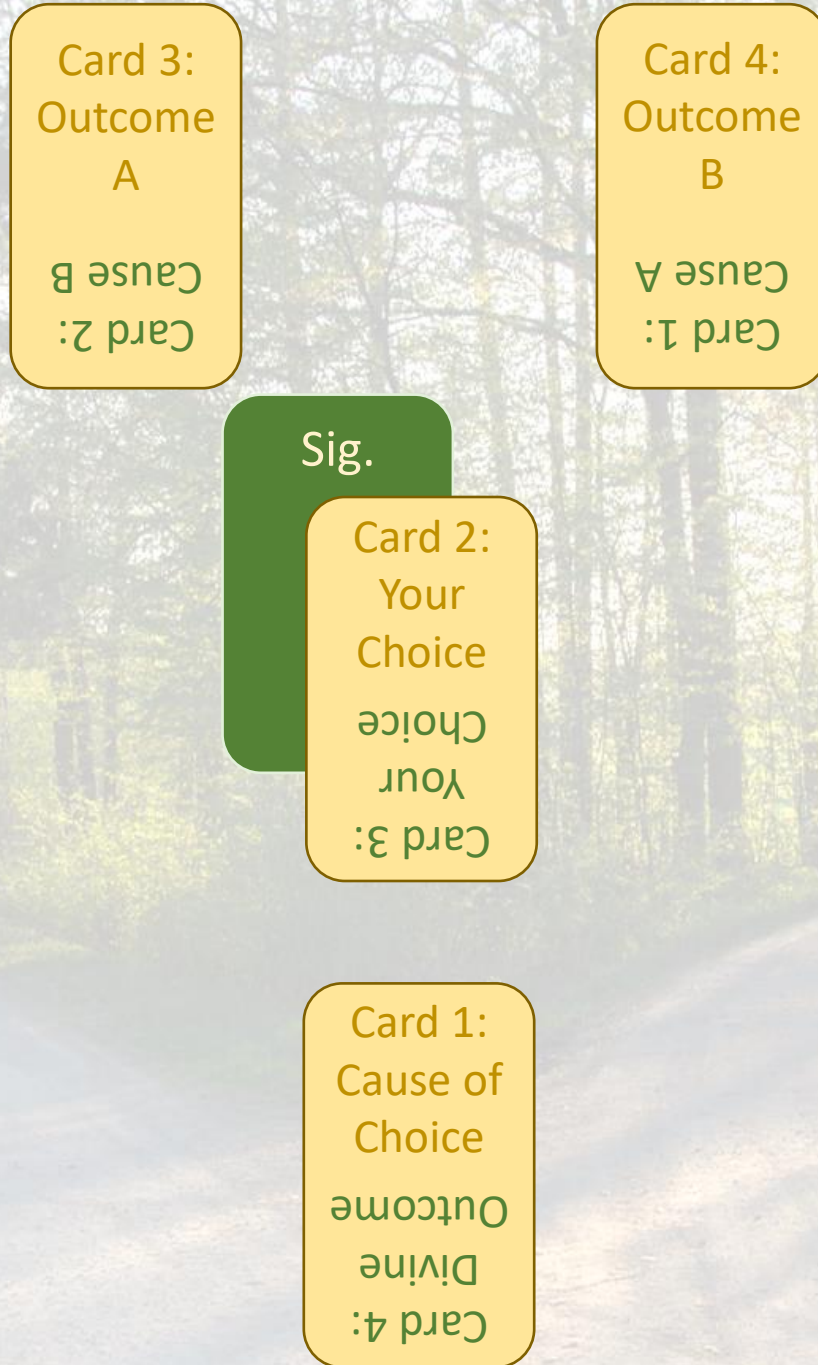 Card 3:
Outcome
A
Card 2:
Cause B
Card 4:
Outcome
B
Card 1:
Cause A
Sig.
Card 2:
Your
Choice
Card 3:
Your
Choice
Card 1:
Cause of
Choice
Card 4:
Divine
Outcome